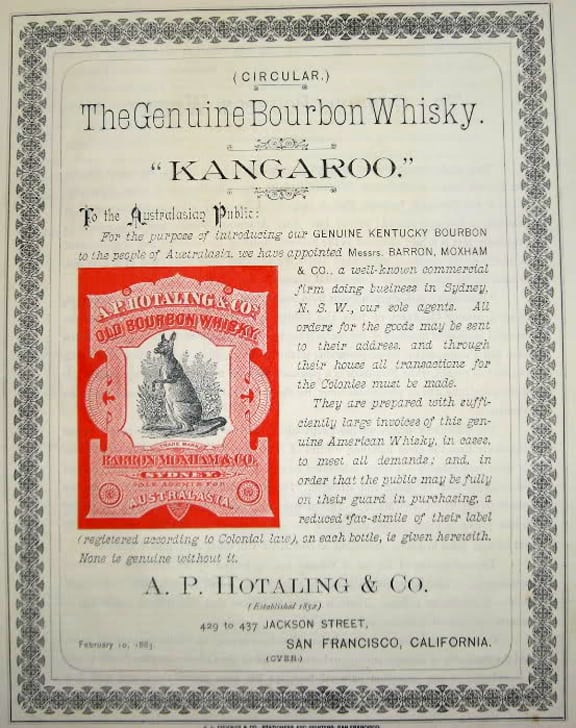 (CIRCULAR.)
The Genuine Bourbon Whisky.
"KANGAROO."
To the Australasian Public:
For the purpose of introducing our GENUINE KENTUCKY BOURBON
to the people of Australasia, we have appointed Messrs. BARRON, MOXHAM
& CO., a well-known commercial
firm doing business in Sydney,
N. S. W., our sole agents. All
orders for the goods may be sent
to their address, and through
their house all transactions for
the Colonies must be made.
They are prepared with suffi-
ciently large invoices of this gen-
uine American Whisky, in cases,
to meet all demands; and, in
order that the public may be fully
on their guard in purchasing, a
reduced fac-simile of their label
(registered according to Colonial law), on each bottle, is given herewith.
None is genuine without it.
A. P. HOTALING & CO'S
OLD BOURBON WHISKY.
TRADE MARK
BARRON MOXHAM & CO.
SYDNEY.
SOLE AGENTS FOR
AUSTRALASIA.
A. P. HOTALING & CO.
(Established 1852)
429 to 437 JACKSON STREET,
February 10, 1883.
SAN FRANCISCO, CALIFORNIA.
(OVER)